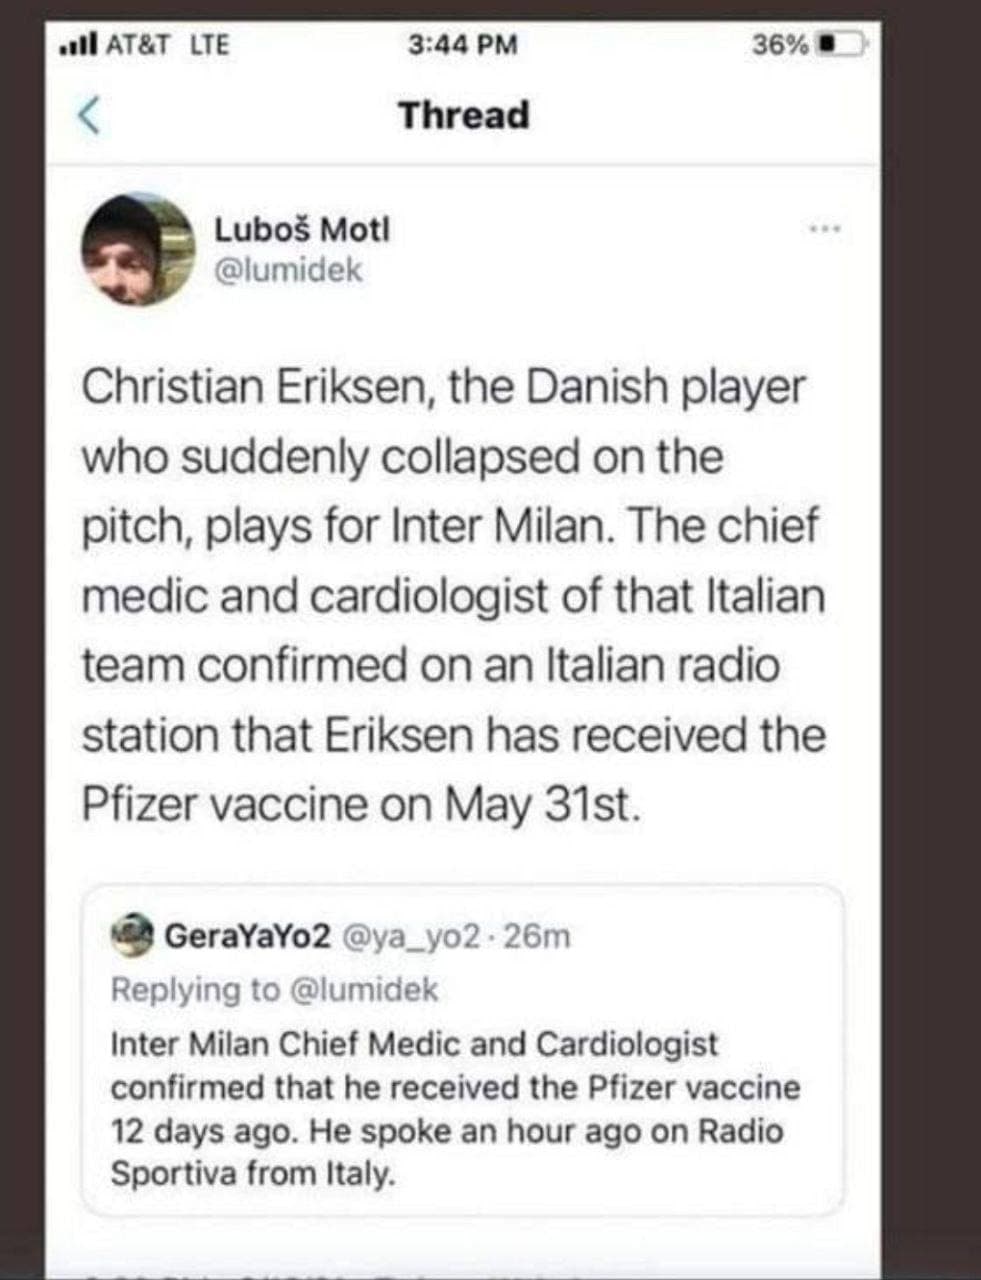 AT&T LTE 3:44 PM 36%
Thread
Luboš Motl
@lumidek
Christian Eriksen, the Danish player
who suddenly collapsed on the
pitch, plays for Inter Milan. The chief
medic and cardiologist of that Italian
team confirmed on an Italian radio
station that Eriksen has received the
Pfizer vaccine on May 31st.
GeraYaYo2 @ya_yo2 · 26m
Replying to @lumidek
Inter Milan Chief Medic and Cardiologist
confirmed that he received the Pfizer vaccine
12 days ago. He spoke an hour ago on Radio
Sportiva from Italy.